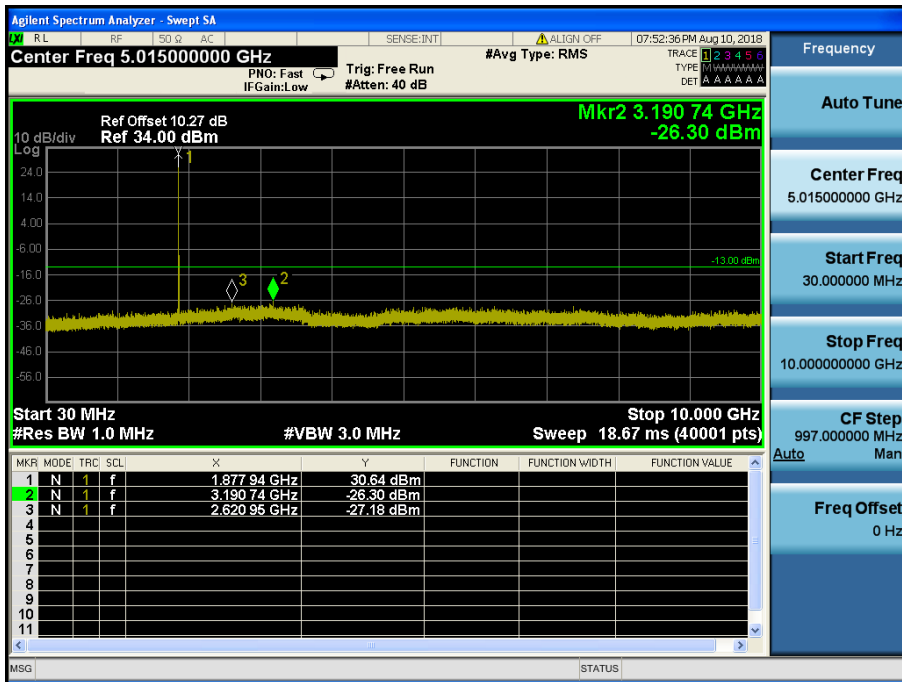 Agilent Spectrum Analyzer - Swept SA
LXI RL RF 50 Ω AC SENSE:INT ALIGN OFF 07:52:36 PM Aug 10, 2018
Center Freq 5.015000000 GHz #Avg Type: RMS TRACE 1 2 3 4 5 6
PNO: Fast Trig: Free Run TYPE M WWWWW
IFGain:Low #Atten: 40 dB DET A A A A A A
Mkr2 3.190 74 GHz
-26.30 dBm
Ref Offset 10.27 dB
10 dB/div Ref 34.00 dBm
Log
1
24.0
14.0
4.00
-6.00
-13.00 dBm
-16.0
3 2
-26.0
-36.0
-46.0
-56.0
Start 30 MHz Stop 10.000 GHz
#Res BW 1.0 MHz #VBW 3.0 MHz Sweep 18.67 ms (40001 pts)
MKR MODE TRC SCL X Y FUNCTION FUNCTION WIDTH FUNCTION VALUE
1 N 1 f 1.877 94 GHz 30.64 dBm
2 N 1 f 3.190 74 GHz -26.30 dBm
3 N 1 f 2.620 95 GHz -27.18 dBm
4
5
6
7
8
9
10
11
MSG STATUS
Frequency
Auto Tune
Center Freq
5.015000000 GHz
Start Freq
30.000000 MHz
Stop Freq
10.000000000 GHz
CF Step
997.000000 MHz
Auto Man
Freq Offset
0 Hz